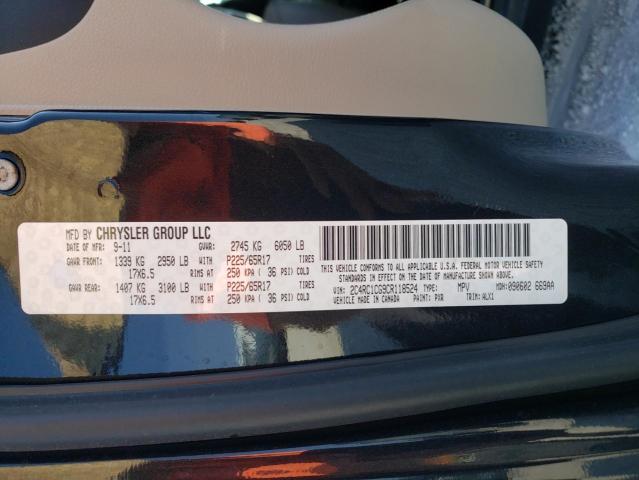 MFD BY CHRYSLER GROUP LLC
DATE OF MFR: 9-11 GVWR: 2745 KG 6050 LB
GAWR FRONT: 1339 KG 2950 LB WITH P225/65R17 TIRES
17X6.5 RIMS AT 250 KPA ( 36 PSI) COLD
GAWR REAR: 1407 KG 3100 LB WITH P225/65R17 TIRES
17X6.5 RIMS AT 250 KPA ( 36 PSI) COLD
THIS VEHICLE CONFORMS TO ALL APPLICABLE U.S.A. FEDERAL MOTOR VEHICLE SAFETY
STANDARDS IN EFFECT ON THE DATE OF MANUFACTURE SHOWN ABOVE.
VIN: 2C4RC1CG9CR118524 TYPE: MPV MDH: 090602 669AA
VEHICLE MADE IN CANADA PAINT: PXR TRIM: ALX1